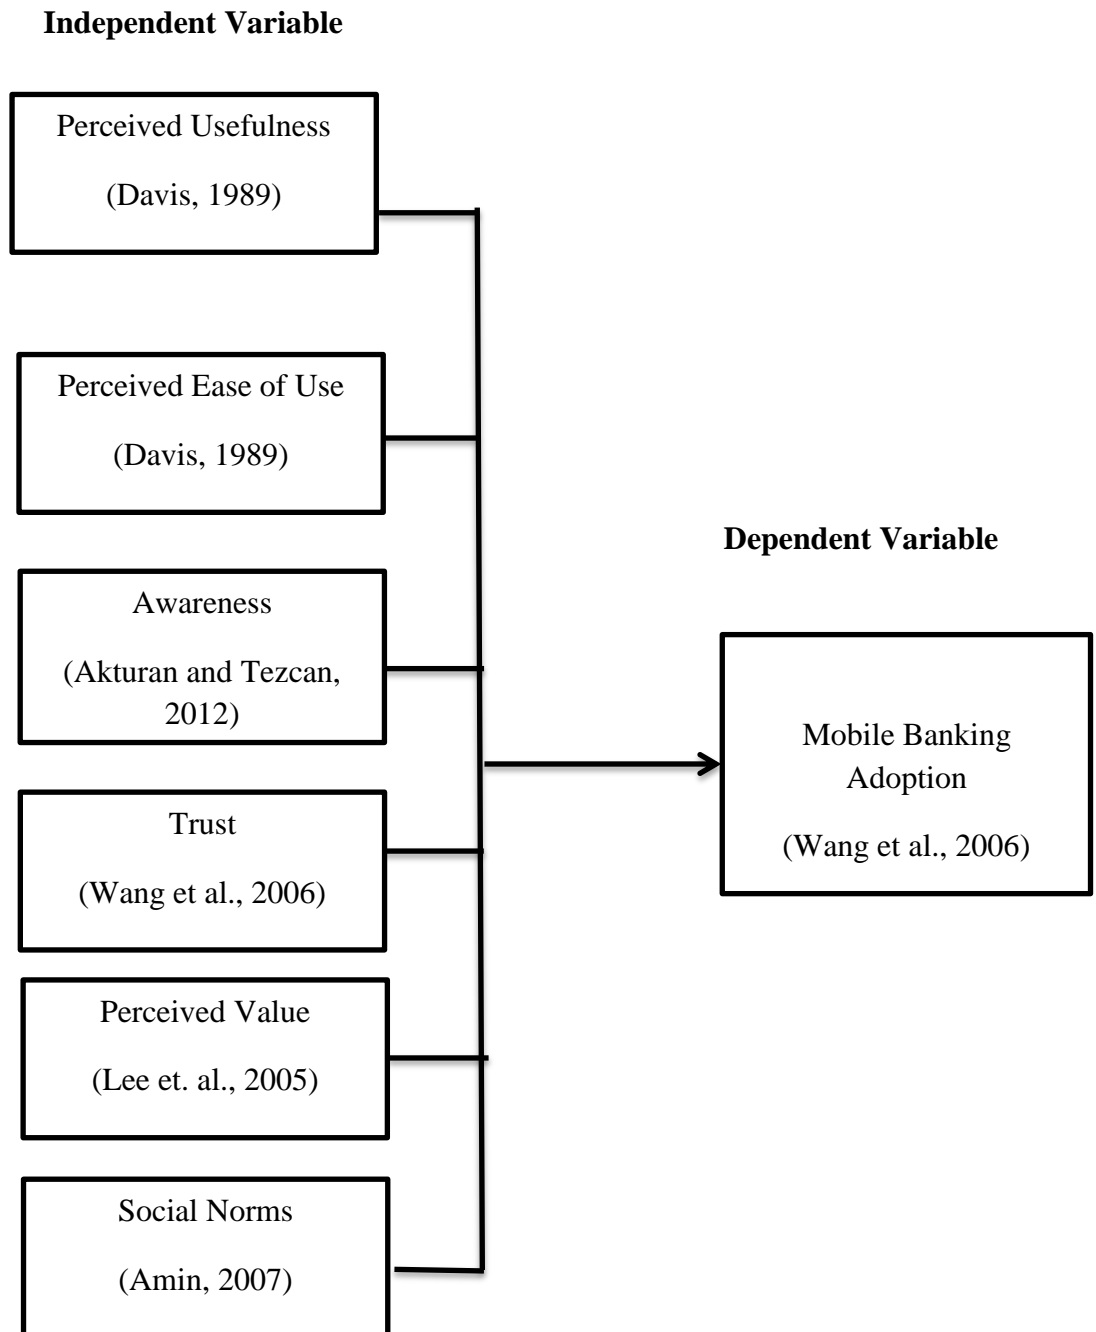 Independent Variable
Perceived Usefulness
(Davis, 1989)
Perceived Ease of Use
(Davis, 1989)
Awareness
(Akturan and Tezcan,
2012)
Trust
(Wang et al., 2006)
Perceived Value
(Lee et. al., 2005)
Social Norms
(Amin, 2007)
Dependent Variable
Mobile Banking
Adoption
(Wang et al., 2006)